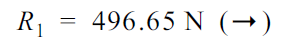 R₁ = 496.65 N (→)